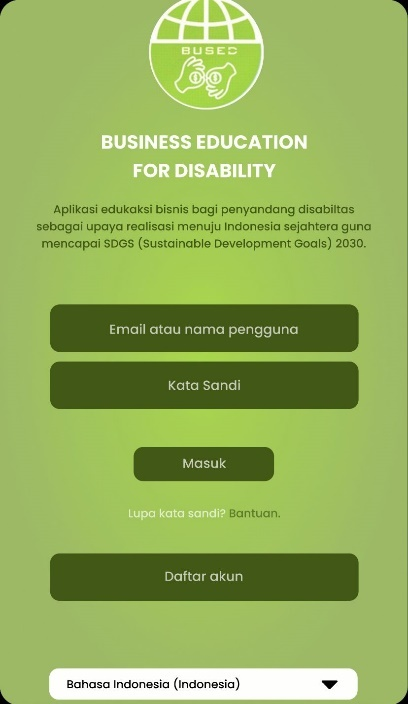 BUSED
BUSINESS EDUCATION
FOR DISABILITY
Aplikasi edukaksi bisnis bagi penyandang disabiltas
sebagai upaya realisasi menuju Indonesia sejahtera guna
mencapai SDGS (Sustainable Development Goals) 2030.
Email atau nama pengguna
Kata Sandi
Masuk
Lupa kata sandi? Bantuan.
Daftar akun
Bahasa Indonesia (Indonesia)